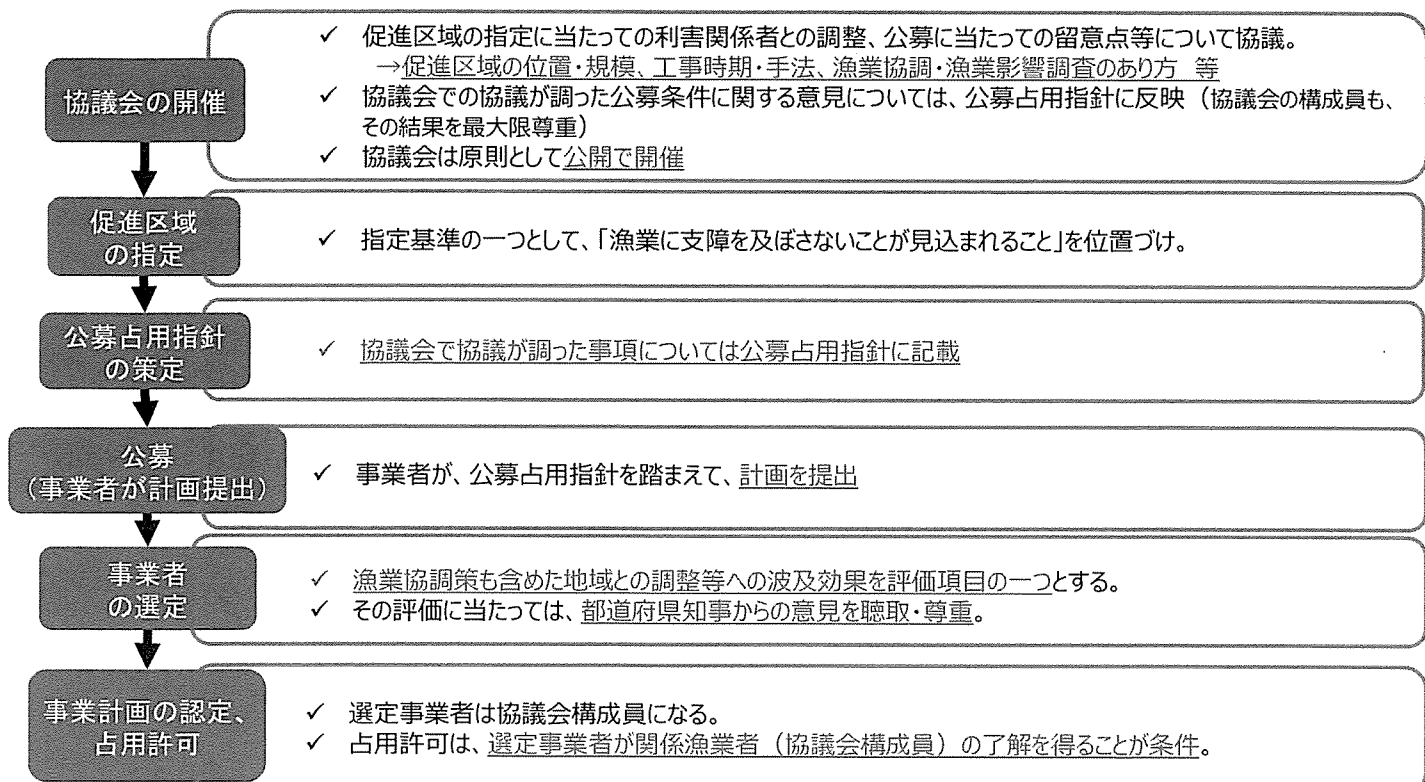 協議会の開催
✓ 促進区域の指定に当たっての利害関係者との調整、公募に当たっての留意点等について協議。
→促進区域の位置・規模、工事時期・手法、漁業協調・漁業影響調査のあり方 等
✓ 協議会での協議が調った公募条件に関する意見については、公募占用指針に反映（協議会の構成員も、
その結果を最大限尊重）
✓ 協議会は原則として公開で開催
促進区域
の指定
✓ 指定基準の一つとして、「漁業に支障を及ぼさないことが見込まれること」を位置づけ。
公募占用指針
の策定
✓ 協議会で協議が調った事項については公募占用指針に記載
公募
（事業者が計画提出）
✓ 事業者が、公募占用指針を踏まえて、計画を提出
事業者
の選定
✓ 漁業協調策も含めた地域との調整等への波及効果を評価項目の一つとする。
✓ その評価に当たっては、都道府県知事からの意見を聴取・尊重。
事業計画の認定、
占用許可
✓ 選定事業者は協議会構成員になる。
✓ 占用許可は、選定事業者が関係漁業者（協議会構成員）の了解を得ることが条件。